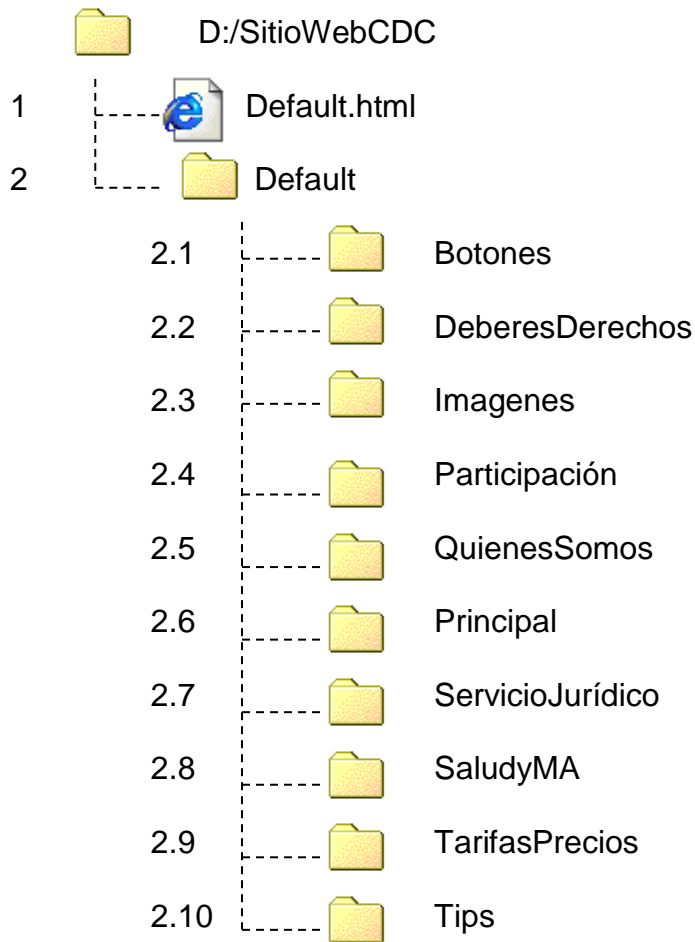 D:/SitioWebCDC
1 Default.html
2 Default
2.1 Botones
2.2 DeberesDerechos
2.3 Imagenes
2.4 Participación
2.5 QuienesSomos
2.6 Principal
2.7 ServicioJurídico
2.8 SaludyMA
2.9 TarifasPrecios
2.10 Tips